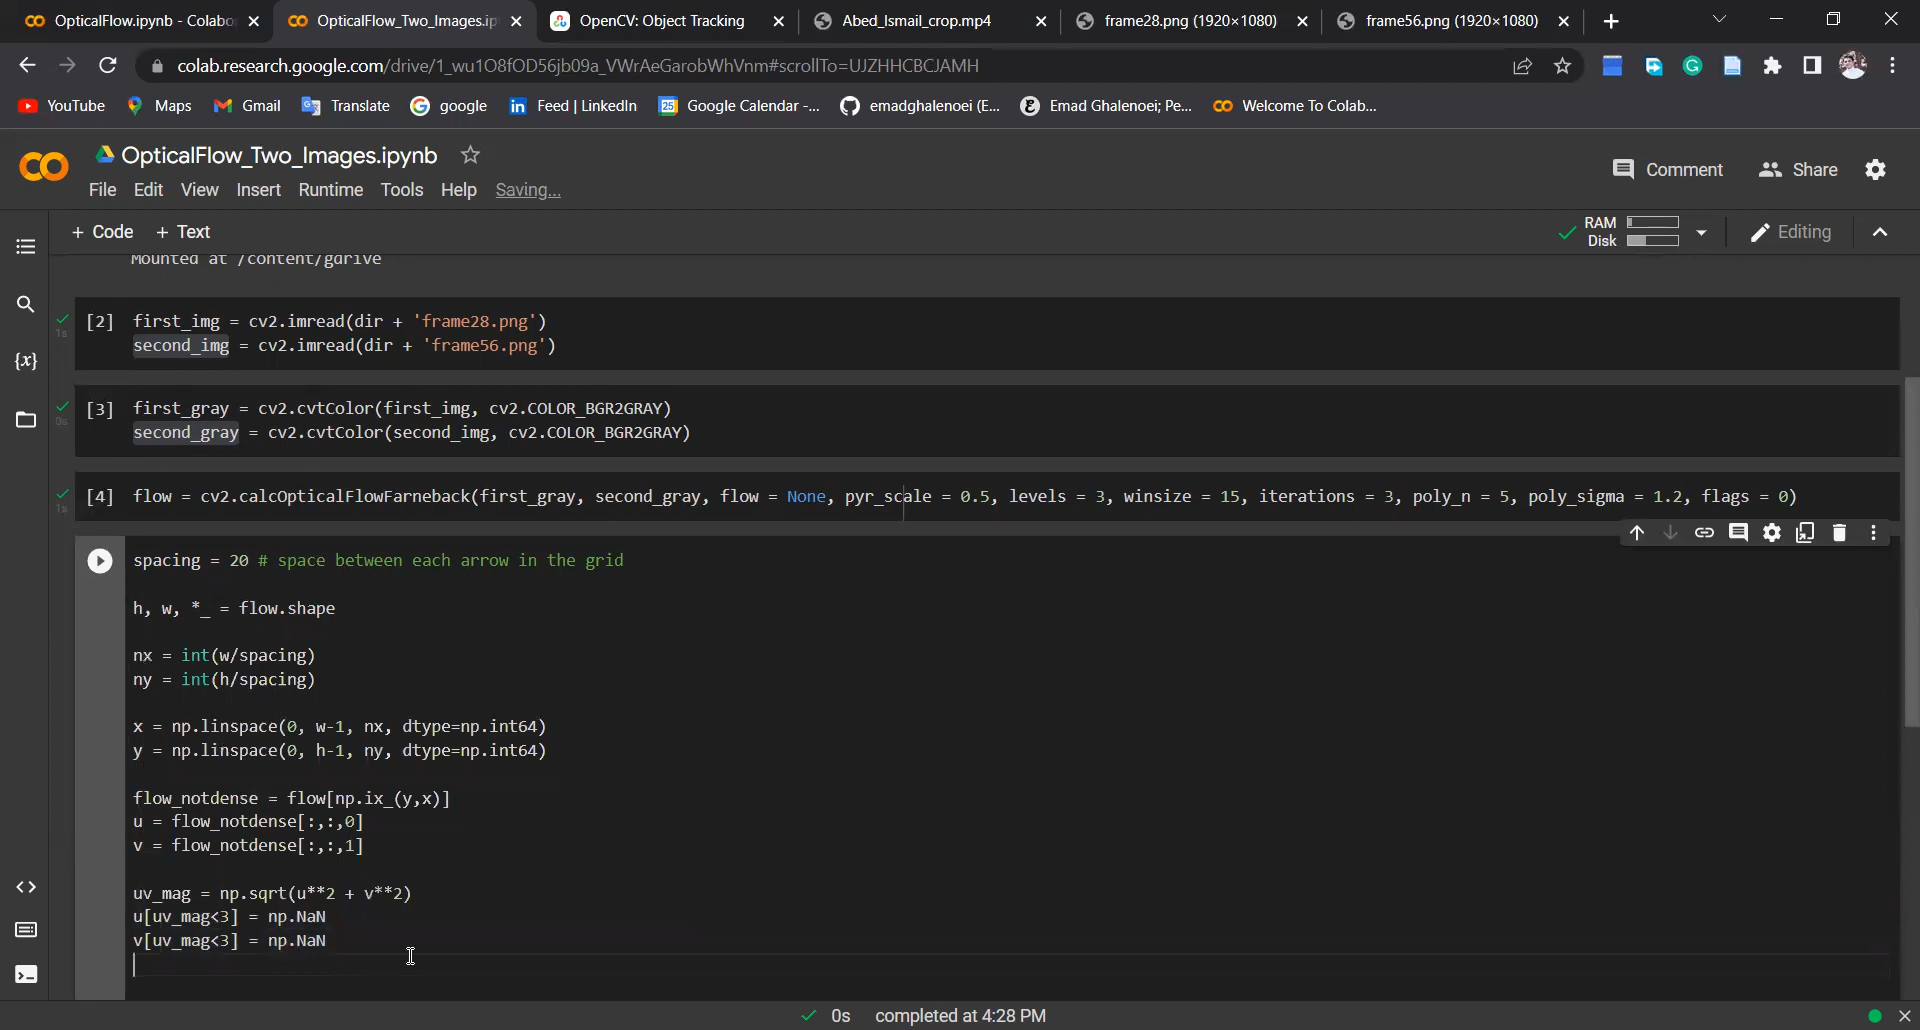 OpticalFlow.ipynb - Colabo
OpticalFlow_Two_Images.ip
OpenCV: Object Tracking
Abed_Ismail_crop.mp4
frame28.png (1920×1080)
frame56.png (1920×1080)
colab.research.google.com/drive/1_wu1O8fOD56jb09a_VWrAeGarobWhVnm#scrollTo=UJZHHCBCJAMH
YouTube
Maps
Gmail
Translate
google
Feed | LinkedIn
Google Calendar -...
emadghalenoei (E...
Emad Ghalenoei; Pe...
Welcome To Colab...
OpticalFlow_Two_Images.ipynb
Comment
Share
File Edit View Insert Runtime Tools Help Saving...
+ Code + Text
RAM
Disk
Editing
Mounted at /content/gdrive
[2] first_img = cv2.imread(dir + 'frame28.png')
1s
second_img = cv2.imread(dir + 'frame56.png')
[3] first_gray = cv2.cvtColor(first_img, cv2.COLOR_BGR2GRAY)
0s
second_gray = cv2.cvtColor(second_img, cv2.COLOR_BGR2GRAY)
[4] flow = cv2.calcOpticalFlowFarneback(first_gray, second_gray, flow = None, pyr_scale = 0.5, levels = 3, winsize = 15, iterations = 3, poly_n = 5, poly_sigma = 1.2, flags = 0)
1s
spacing = 20 # space between each arrow in the grid
h, w, *_ = flow.shape
nx = int(w/spacing)
ny = int(h/spacing)
x = np.linspace(0, w-1, nx, dtype=np.int64)
y = np.linspace(0, h-1, ny, dtype=np.int64)
flow_notdense = flow[np.ix_(y,x)]
u = flow_notdense[:,:,0]
v = flow_notdense[:,:,1]
uv_mag = np.sqrt(u**2 + v**2)
u[uv_mag<3] = np.NaN
v[uv_mag<3] = np.NaN
0s completed at 4:28 PM